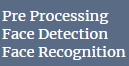 Pre Processing
Face Detection
Face Recognition